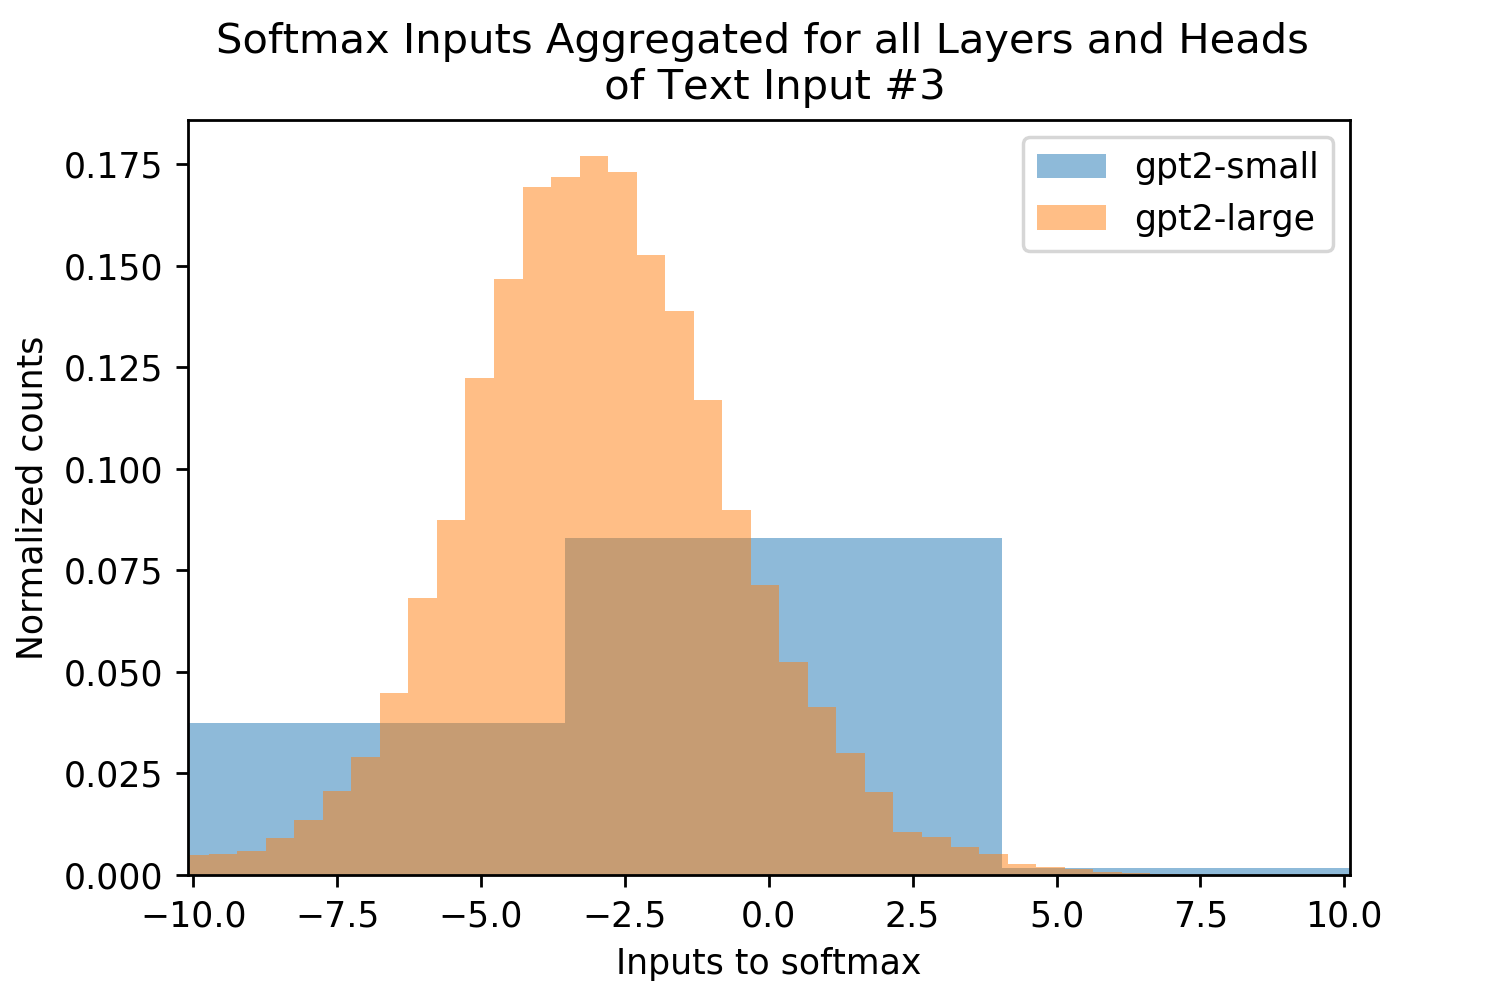 Softmax Inputs Aggregated for all Layers and Heads
of Text Input #3
gpt2-small
gpt2-large
Normalized counts
0.175
0.150
0.125
0.100
0.075
0.050
0.025
0.000
−10.0 −7.5 −5.0 −2.5 0.0 2.5 5.0 7.5 10.0
Inputs to softmax